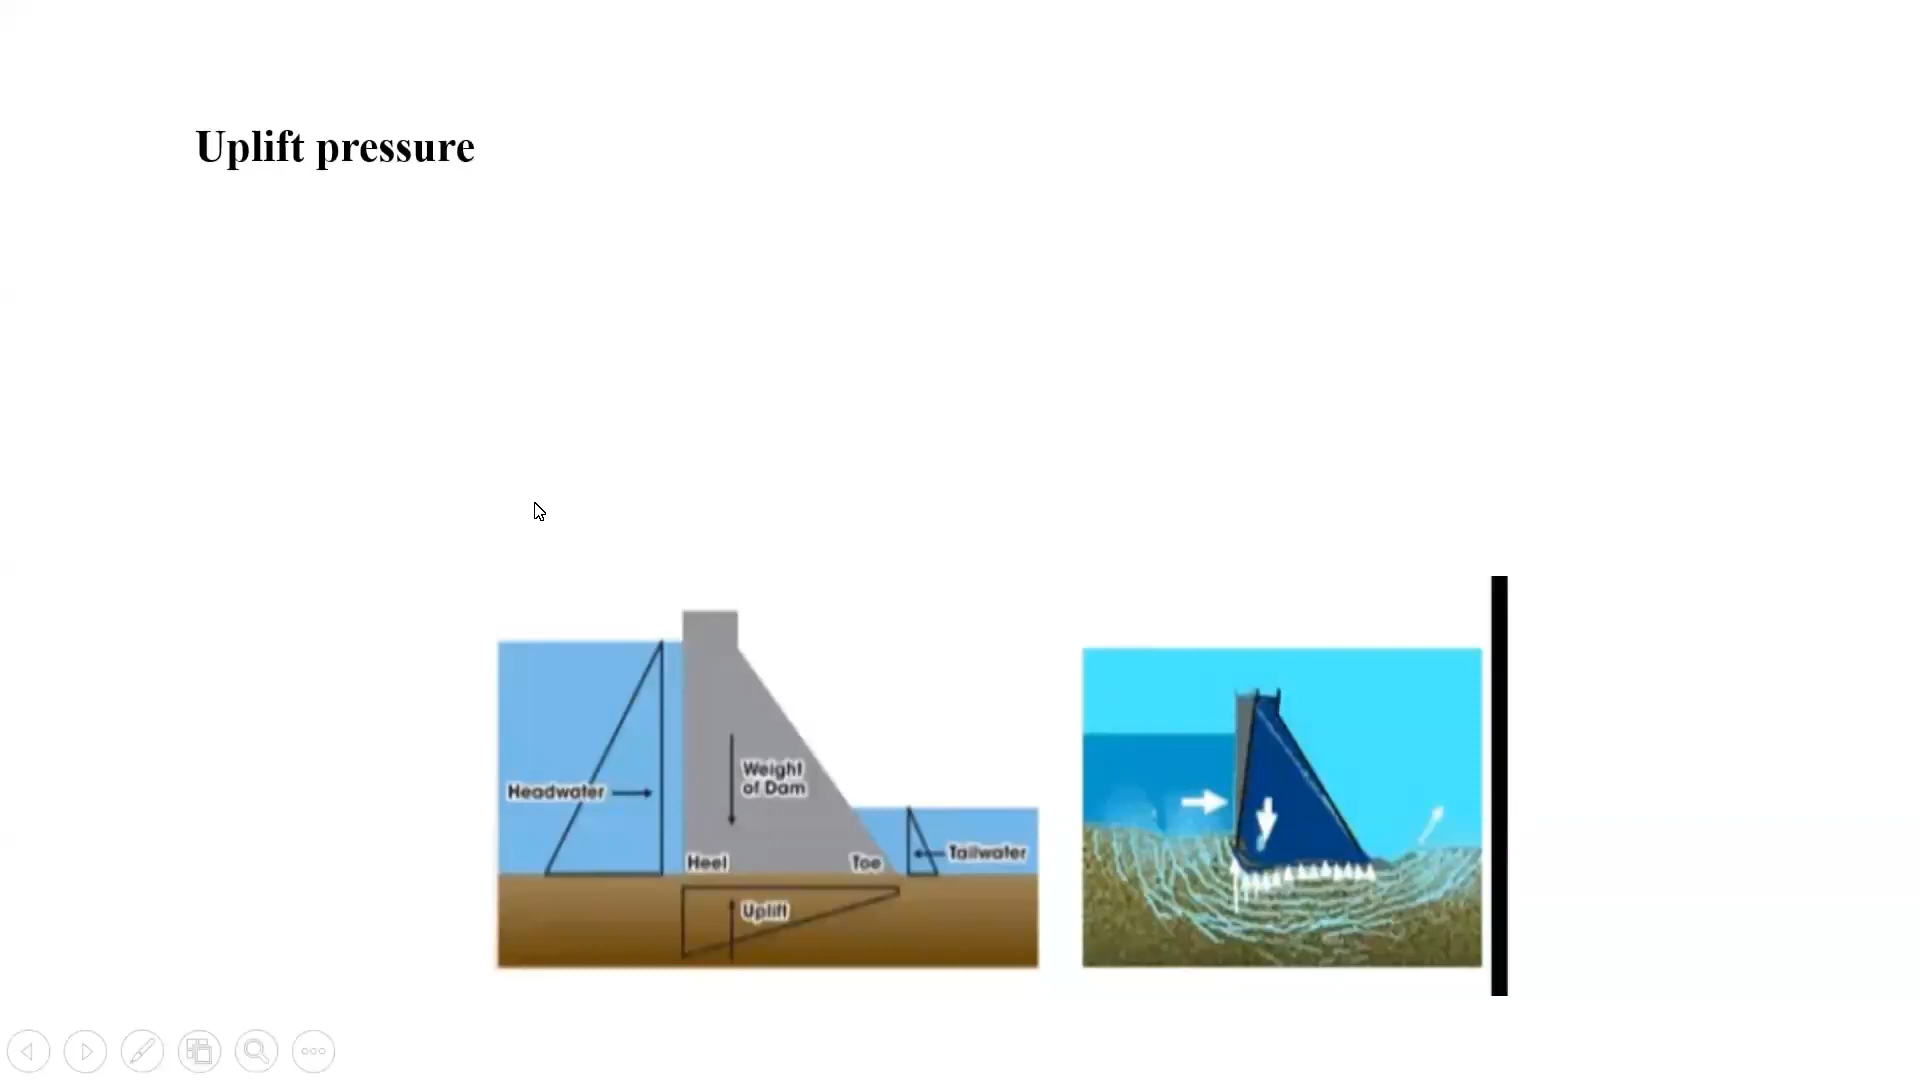 Uplift pressure
Headwater
Weight
of Dam
Heel
Toe
Tailwater
Uplift